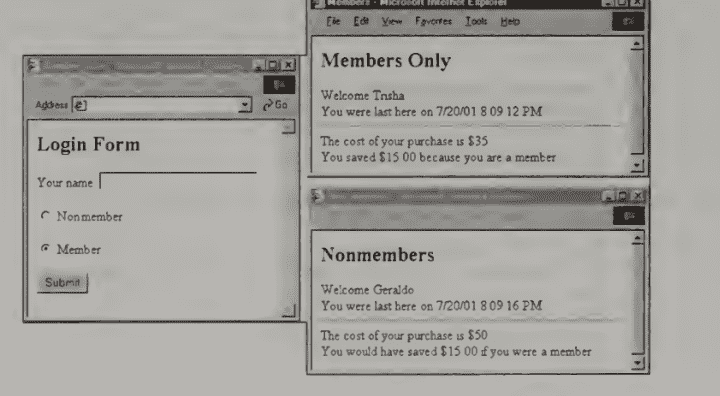 Address
Go
Login Form
Your name
Nonmember
Member
Submit
Members - Microsoft Internet Explorer
File Edit View Favorites Tools Help
Members Only
Welcome Trisha
You were last here on 7/20/01 8 09 12 PM
The cost of your purchase is $35
You saved $15 00 because you are a member
Nonmembers
Welcome Geraldo
You were last here on 7/20/01 8 09 16 PM
The cost of your purchase is $50
You would have saved $15 00 if you were a member